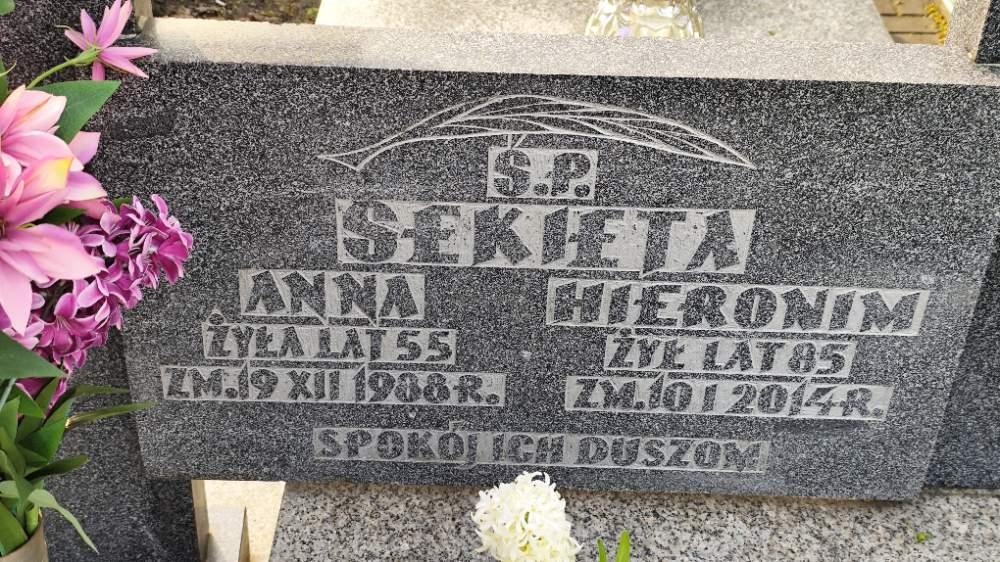 Ś.P.
SEKIETA
ANNA
ŻYŁA LAT 55
ZM. 19 XII 1988 R.
HIERONIM
ŻYŁ LAT 85
ZM. 10 I 2014 R.
SPOKÓJ ICH DUSZOM